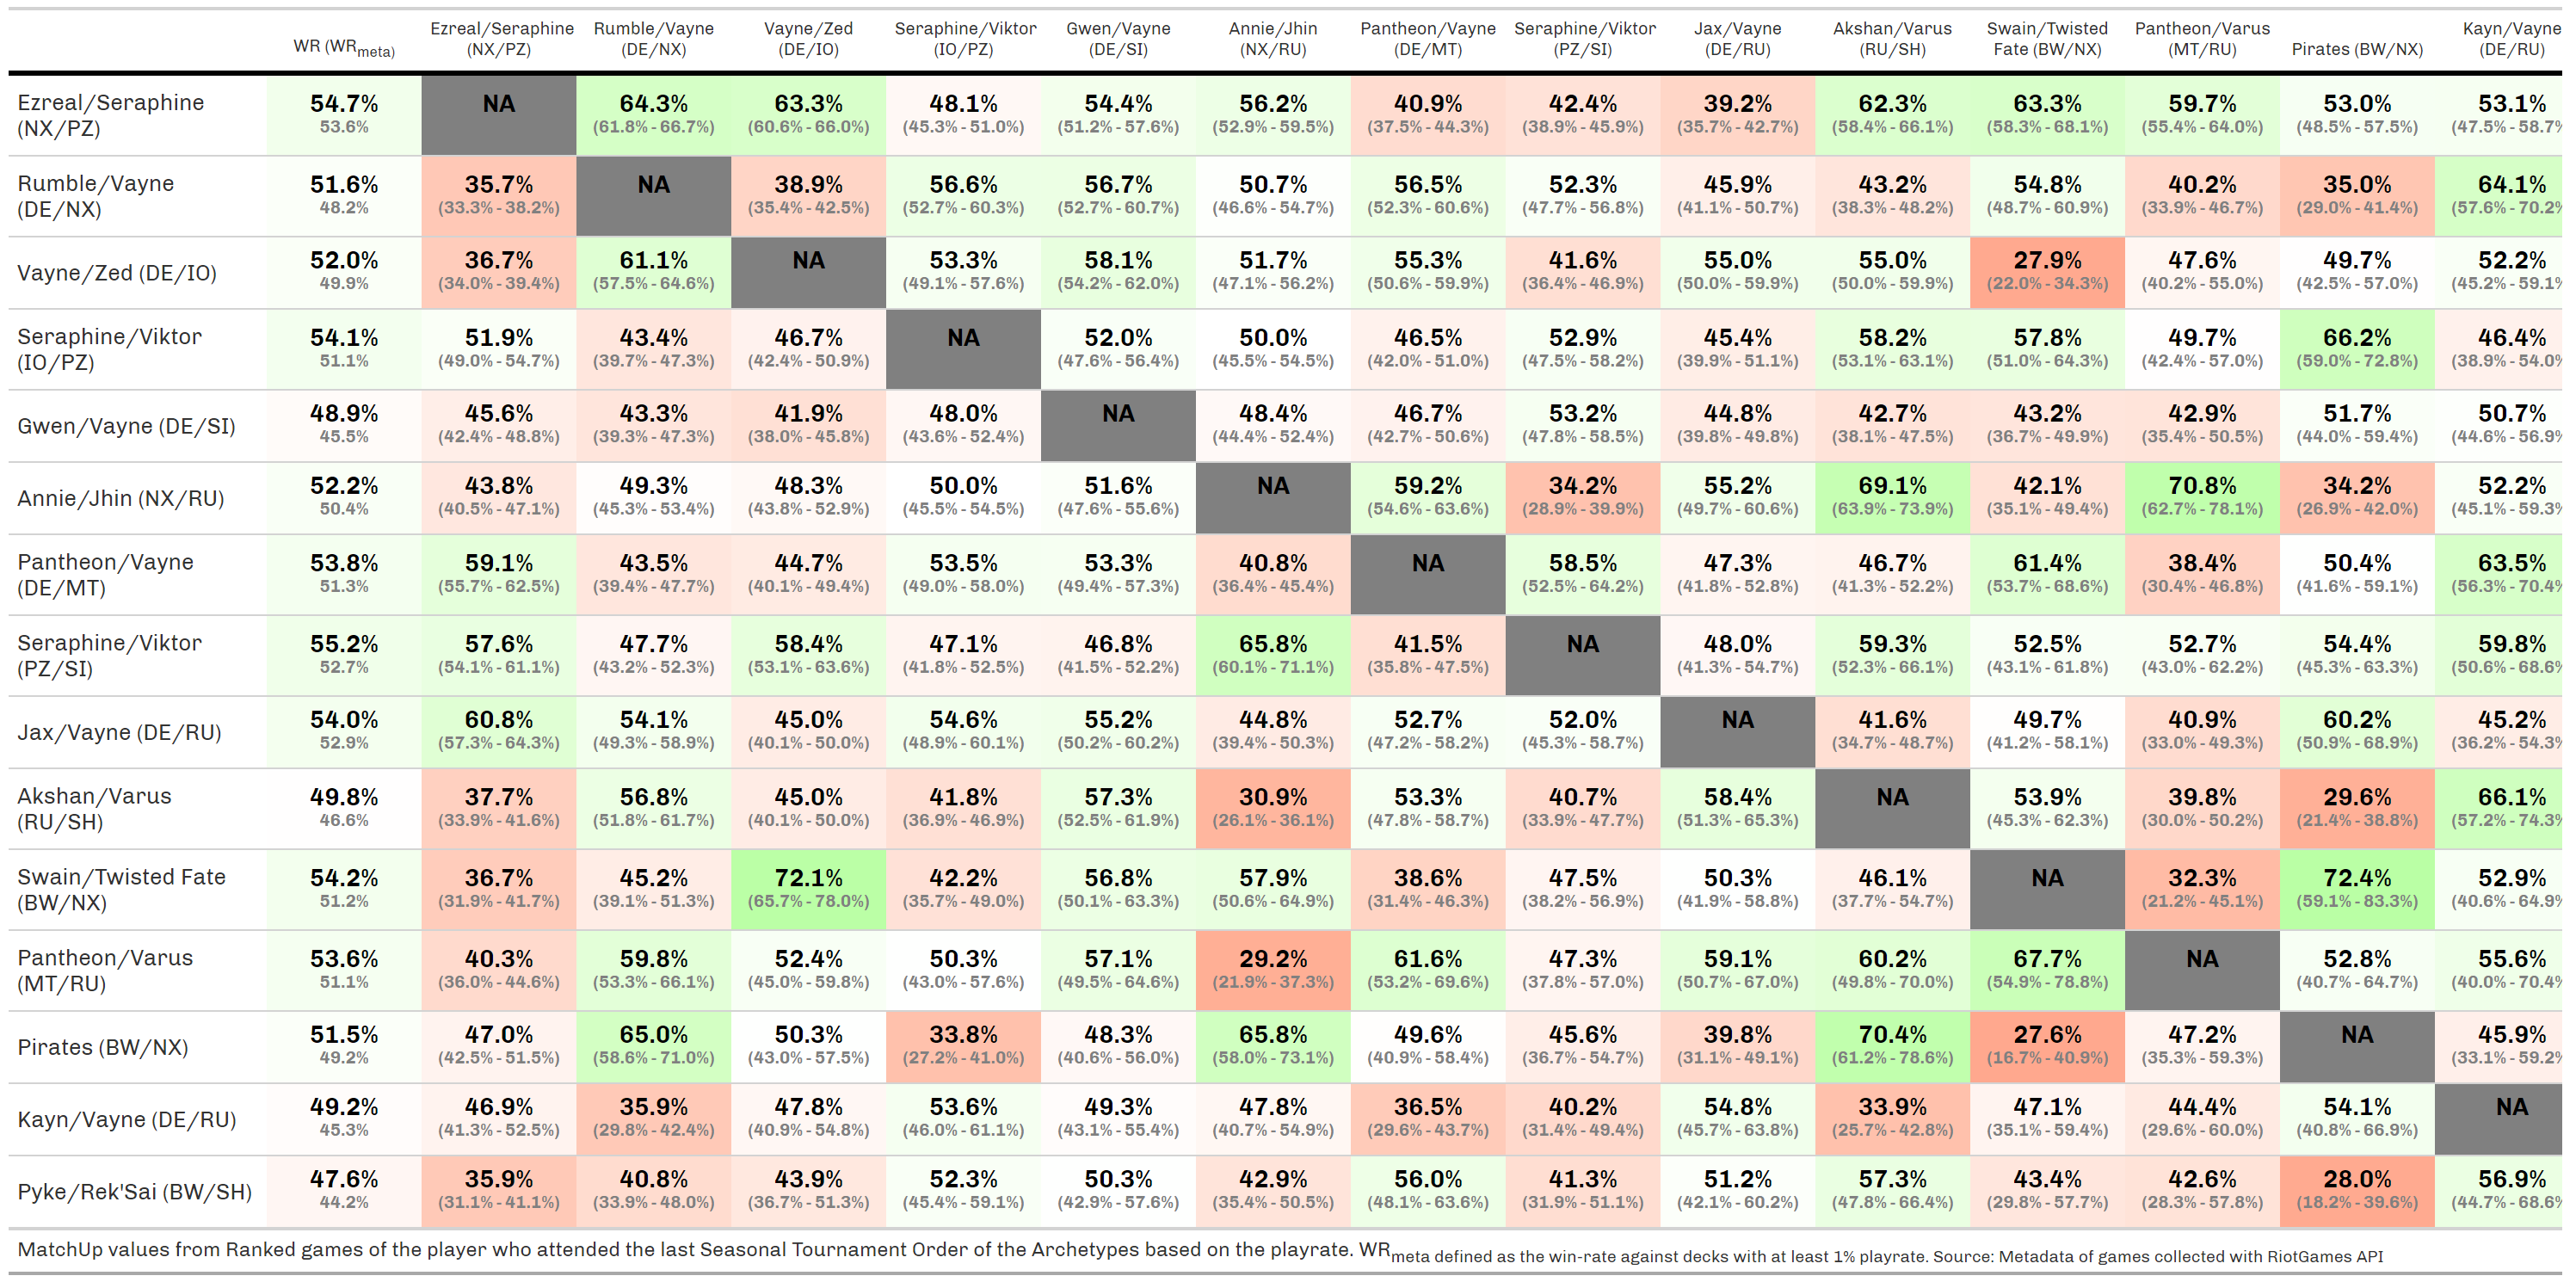 WR (WRmeta) Ezreal/Seraphine (NX/PZ) Rumble/Vayne (DE/NX) Vayne/Zed (DE/IO) Seraphine/Viktor (IO/PZ) Gwen/Vayne (DE/SI) Annie/Jhin (NX/RU) Pantheon/Vayne (DE/MT) Seraphine/Viktor (PZ/SI) Jax/Vayne (DE/RU) Akshan/Varus (RU/SH) Swain/Twisted Fate (BW/NX) Pantheon/Varus (MT/RU) Pirates (BW/NX) Kayn/Vayne (DE/RU)
Ezreal/Seraphine (NX/PZ) 54.7% NA 64.3% 63.3% 48.1% 54.4% 56.2% 40.9% 42.4% 39.2% 62.3% 63.3% 59.7% 53.0% 53.1%
53.6% (61.8% - 66.7%) (60.6% - 66.0%) (45.3% - 51.0%) (51.2% - 57.6%) (52.9% - 59.5%) (37.5% - 44.3%) (38.9% - 45.9%) (35.7% - 42.7%) (58.4% - 66.1%) (58.3% - 68.1%) (55.4% - 64.0%) (48.5% - 57.5%) (47.5% - 58.7%
Rumble/Vayne (DE/NX) 51.6% 35.7% NA 38.9% 56.6% 56.7% 50.7% 56.5% 52.3% 45.9% 43.2% 54.8% 40.2% 35.0% 64.1%
48.2% (33.3% - 38.2%) (35.4% - 42.5%) (52.7% - 60.3%) (52.7% - 60.7%) (46.6% - 54.7%) (52.3% - 60.6%) (47.7% - 56.8%) (41.1% - 50.7%) (38.3% - 48.2%) (48.7% - 60.9%) (33.9% - 46.7%) (29.0% - 41.4%) (57.6% - 70.2%
Vayne/Zed (DE/IO) 52.0% 36.7% 61.1% NA 53.3% 58.1% 51.7% 55.3% 41.6% 55.0% 55.0% 27.9% 47.6% 49.7% 52.2%
49.9% (34.0% - 39.4%) (57.5% - 64.6%) (49.1% - 57.6%) (54.2% - 62.0%) (47.1% - 56.2%) (50.6% - 59.9%) (36.4% - 46.9%) (50.0% - 59.9%) (50.0% - 59.9%) (22.0% - 34.3%) (40.2% - 55.0%) (42.5% - 57.0%) (45.2% - 59.1%
Seraphine/Viktor (IO/PZ) 54.1% 51.9% 43.4% 46.7% NA 52.0% 50.0% 46.5% 52.9% 45.4% 58.2% 57.8% 49.7% 66.2% 46.4%
51.1% (49.0% - 54.7%) (39.7% - 47.3%) (42.4% - 50.9%) (47.6% - 56.4%) (45.5% - 54.5%) (42.0% - 51.0%) (47.5% - 58.2%) (39.9% - 51.1%) (53.1% - 63.1%) (51.0% - 64.3%) (42.4% - 57.0%) (59.0% - 72.8%) (38.9% - 54.0%
Gwen/Vayne (DE/SI) 48.9% 45.6% 43.3% 41.9% 48.0% NA 48.4% 46.7% 53.2% 44.8% 42.7% 43.2% 42.9% 51.7% 50.7%
45.5% (42.4% - 48.8%) (39.3% - 47.3%) (38.0% - 45.8%) (43.6% - 52.4%) (44.4% - 52.4%) (42.7% - 50.6%) (47.8% - 58.5%) (39.8% - 49.8%) (38.1% - 47.5%) (36.7% - 49.9%) (35.4% - 50.5%) (44.0% - 59.4%) (44.6% - 56.9%
Annie/Jhin (NX/RU) 52.2% 43.8% 49.3% 48.3% 50.0% 51.6% NA 59.2% 34.2% 55.2% 69.1% 42.1% 70.8% 34.2% 52.2%
50.4% (40.5% - 47.1%) (45.3% - 53.4%) (43.8% - 52.9%) (45.5% - 54.5%) (47.6% - 55.6%) (54.6% - 63.6%) (28.9% - 39.9%) (49.7% - 60.6%) (63.9% - 73.9%) (35.1% - 49.4%) (62.7% - 78.1%) (26.9% - 42.0%) (45.1% - 59.3%
Pantheon/Vayne (DE/MT) 53.8% 59.1% 43.5% 44.7% 53.5% 53.3% 40.8% NA 58.5% 47.3% 46.7% 61.4% 38.4% 50.4% 63.5%
51.3% (55.7% - 62.5%) (39.4% - 47.7%) (40.1% - 49.4%) (49.0% - 58.0%) (49.4% - 57.3%) (36.4% - 45.4%) (52.5% - 64.2%) (41.8% - 52.8%) (41.3% - 52.2%) (53.7% - 68.6%) (30.4% - 46.8%) (41.6% - 59.1%) (56.3% - 70.4%
Seraphine/Viktor (PZ/SI) 55.2% 57.6% 47.7% 58.4% 47.1% 46.8% 65.8% 41.5% NA 48.0% 59.3% 52.5% 52.7% 54.4% 59.8%
52.7% (54.1% - 61.1%) (43.2% - 52.3%) (53.1% - 63.6%) (41.8% - 52.5%) (41.5% - 52.2%) (60.1% - 71.1%) (35.8% - 47.5%) (41.3% - 54.7%) (52.3% - 66.1%) (43.1% - 61.8%) (43.0% - 62.2%) (45.3% - 63.3%) (50.6% - 68.6%
Jax/Vayne (DE/RU) 54.0% 60.8% 54.1% 45.0% 54.6% 55.2% 44.8% 52.7% 52.0% NA 41.6% 49.7% 40.9% 60.2% 45.2%
52.9% (57.3% - 64.3%) (49.3% - 58.9%) (40.1% - 50.0%) (48.9% - 60.1%) (50.2% - 60.2%) (39.4% - 50.3%) (47.2% - 58.2%) (45.3% - 58.7%) (34.7% - 48.7%) (41.2% - 58.1%) (33.0% - 49.3%) (50.9% - 68.9%) (36.2% - 54.3%
Akshan/Varus (RU/SH) 49.8% 37.7% 56.8% 45.0% 41.8% 57.3% 30.9% 53.3% 40.7% 58.4% NA 53.9% 39.8% 29.6% 66.1%
46.6% (33.9% - 41.6%) (51.8% - 61.7%) (40.1% - 50.0%) (36.9% - 46.9%) (52.5% - 61.9%) (26.1% - 36.1%) (47.8% - 58.7%) (33.9% - 47.7%) (51.3% - 65.3%) (45.3% - 62.3%) (30.0% - 50.2%) (21.4% - 38.8%) (57.2% - 74.3%
Swain/Twisted Fate (BW/NX) 54.2% 36.7% 45.2% 72.1% 42.2% 56.8% 57.9% 38.6% 47.5% 50.3% 46.1% NA 32.3% 72.4% 52.9%
51.2% (31.9% - 41.7%) (39.1% - 51.3%) (65.7% - 78.0%) (35.7% - 49.0%) (50.1% - 63.3%) (50.6% - 64.9%) (31.4% - 46.3%) (38.2% - 56.9%) (41.9% - 58.8%) (37.7% - 54.7%) (21.2% - 45.1%) (59.1% - 83.3%) (40.6% - 64.9%
Pantheon/Varus (MT/RU) 53.6% 40.3% 59.8% 52.4% 50.3% 57.1% 29.2% 61.6% 47.3% 59.1% 60.2% 67.7% NA 52.8% 55.6%
51.1% (36.0% - 44.6%) (53.3% - 66.1%) (45.0% - 59.8%) (43.0% - 57.6%) (49.5% - 64.6%) (21.9% - 37.3%) (53.2% - 69.6%) (37.8% - 57.0%) (50.7% - 67.0%) (49.8% - 70.0%) (54.9% - 78.8%) (40.7% - 64.7%) (40.0% - 70.4%
Pirates (BW/NX) 51.5% 47.0% 65.0% 50.3% 33.8% 48.3% 65.8% 49.6% 45.6% 39.8% 70.4% 27.6% 47.2% NA 45.9%
49.2% (42.5% - 51.5%) (58.6% - 71.0%) (43.0% - 57.5%) (27.2% - 41.0%) (40.6% - 56.0%) (58.0% - 73.1%) (40.9% - 58.4%) (36.7% - 54.7%) (31.1% - 49.1%) (61.2% - 78.6%) (16.7% - 40.9%) (35.3% - 59.3%) (33.1% - 59.2%
Kayn/Vayne (DE/RU) 49.2% 46.9% 35.9% 47.8% 53.6% 49.3% 47.8% 36.5% 40.2% 54.8% 33.9% 47.1% 44.4% 54.1% NA
45.3% (41.3% - 52.5%) (29.8% - 42.4%) (40.9% - 54.8%) (46.0% - 61.1%) (43.1% - 55.4%) (40.7% - 54.9%) (29.6% - 43.7%) (31.4% - 49.4%) (45.7% - 63.8%) (25.7% - 42.8%) (35.1% - 59.4%) (29.6% - 60.0%) (40.8% - 66.9%)
Pyke/Rek'Sai (BW/SH) 47.6% 35.9% 40.8% 43.9% 52.3% 50.3% 42.9% 56.0% 41.3% 51.2% 57.3% 43.4% 42.6% 28.0% 56.9%
44.2% (31.1% - 41.1%) (33.9% - 48.0%) (36.7% - 51.3%) (45.4% - 59.1%) (42.9% - 57.6%) (35.4% - 50.5%) (48.1% - 63.6%) (31.9% - 51.1%) (42.1% - 60.2%) (47.8% - 66.4%) (29.8% - 57.7%) (28.3% - 57.8%) (18.2% - 39.6%) (44.7% - 68.6%
MatchUp values from Ranked games of the player who attended the last Seasonal Tournament Order of the Archetypes based on the playrate. WRmeta defined as the win-rate against decks with at least 1% playrate. Source: Metadata of games collected with RiotGames API